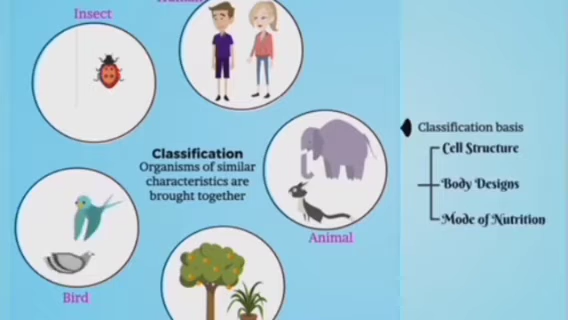 Human
Insect
Classification
Organisms of similar
characteristics are
brought together
Animal
Bird
Classification basis
Cell Structure
Body Designs
Mode of Nutrition